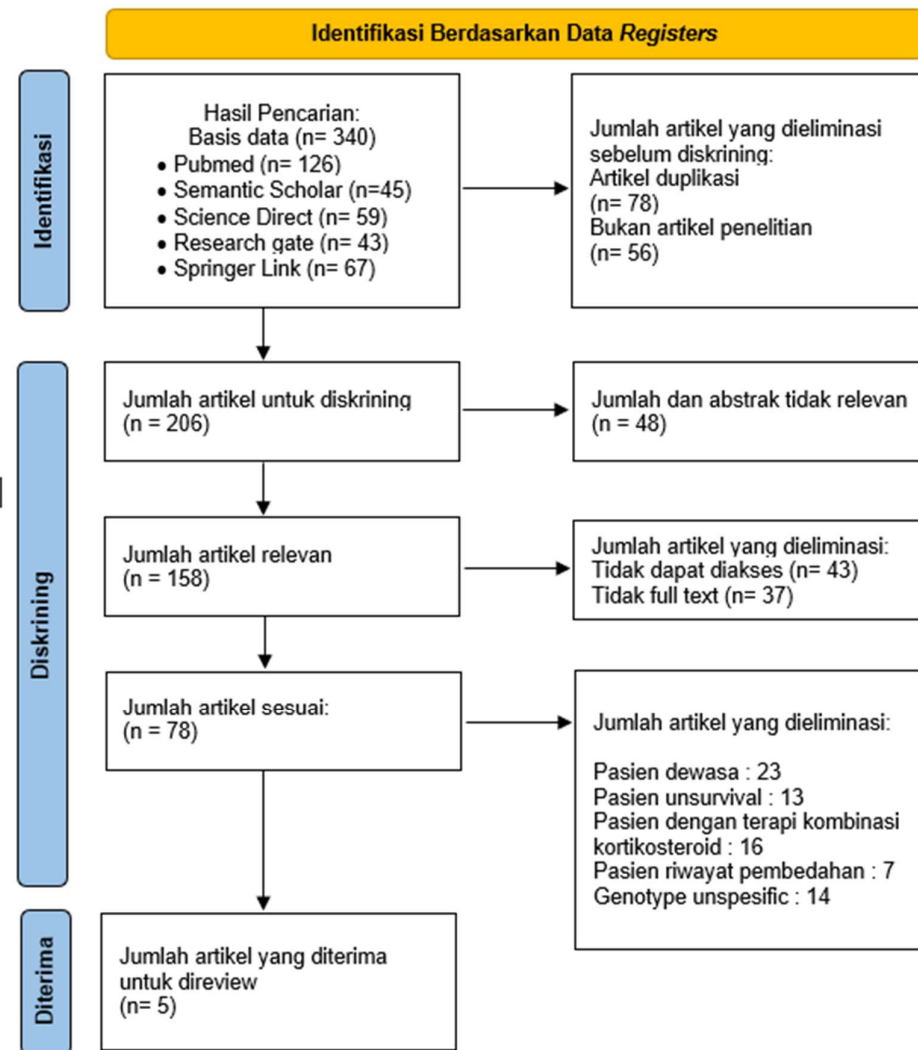 Identifikasi Berdasarkan Data Registers
Identifikasi
Hasil Pencarian:
Basis data (n= 340)
• Pubmed (n= 126)
• Semantic Scholar (n=45)
• Science Direct (n= 59)
• Research gate (n= 43)
• Springer Link (n= 67)
Jumlah artikel yang dieliminasi
sebelum diskrining:
Artikel duplikasi
(n= 78)
Bukan artikel penelitian
(n= 56)
Diskrining
Jumlah artikel untuk diskrining
(n = 206)
Jumlah dan abstrak tidak relevan
(n = 48)
Jumlah artikel relevan
(n = 158)
Jumlah artikel yang dieliminasi:
Tidak dapat diakses (n= 43)
Tidak full text (n= 37)
Jumlah artikel sesuai:
(n = 78)
Jumlah artikel yang dieliminasi:
Pasien dewasa : 23
Pasien unsurvival : 13
Pasien dengan terapi kombinasi
kortikosteroid : 16
Pasien riwayat pembedahan : 7
Genotype unspesific : 14
Diterima
Jumlah artikel yang diterima
untuk direview
(n= 5)